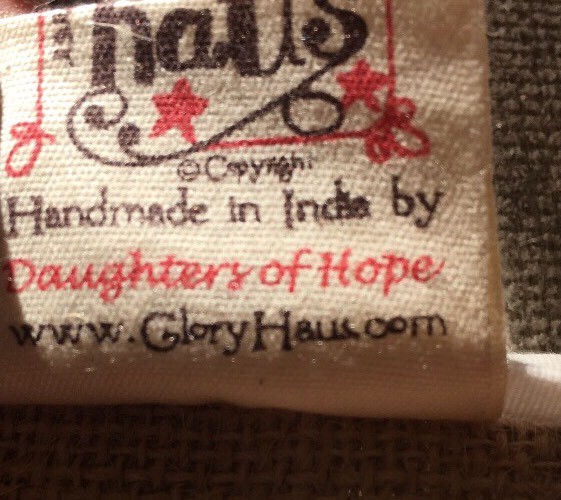 haus
© Copyright
Handmade in India by
Daughters of Hope
www.GloryHaus.com